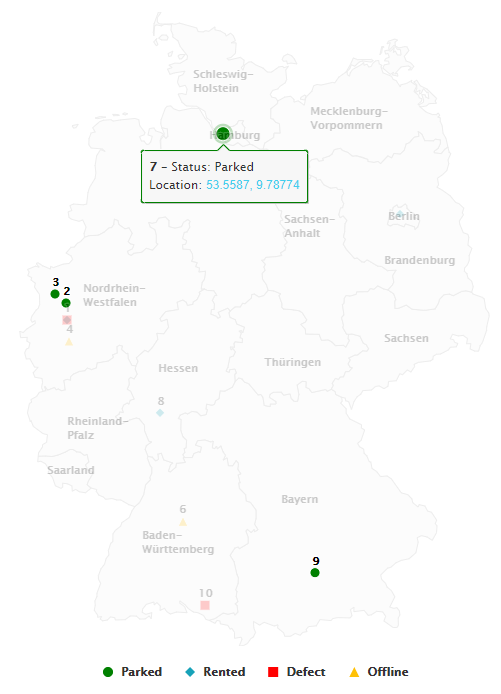 Schleswig-
Holstein
Mecklenburg-
Vorpommern
Hamburg
7 – Status: Parked
Location: 53.5587, 9.78774
Berlin
Sachsen-
Anhalt
Brandenburg
3
2
Nordrhein-
Westfalen
4
Sachsen
Hessen
Thüringen
8
Rheinland-
Pfalz
Saarland
Bayern
6
Baden-
Württemberg
9
10
Parked
Rented
Defect
Offline